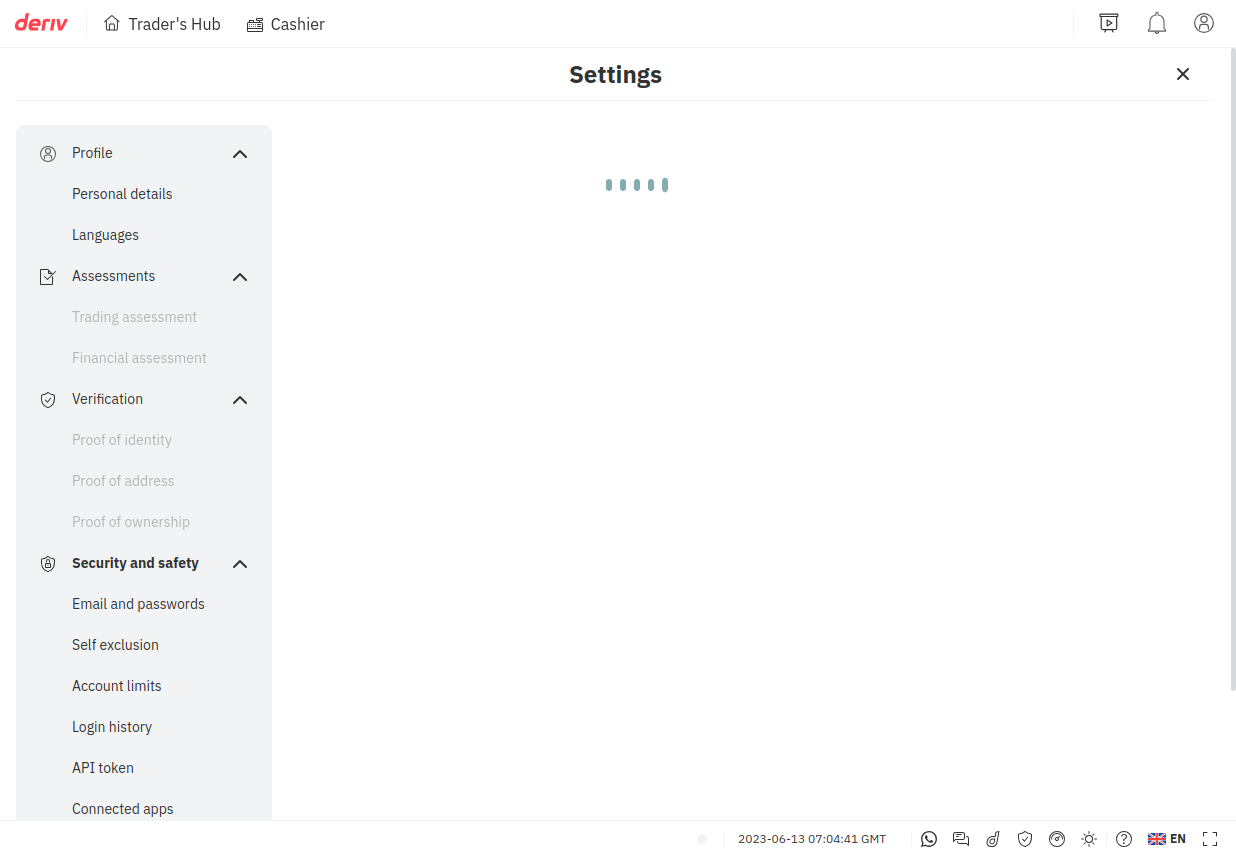 deriv
Trader's Hub
Cashier
Settings
Profile
Personal details
Languages
Assessments
Trading assessment
Financial assessment
Verification
Proof of identity
Proof of address
Proof of ownership
Security and safety
Email and passwords
Self exclusion
Account limits
Login history
API token
Connected apps
2023-06-13 07:04:41 GMT
EN